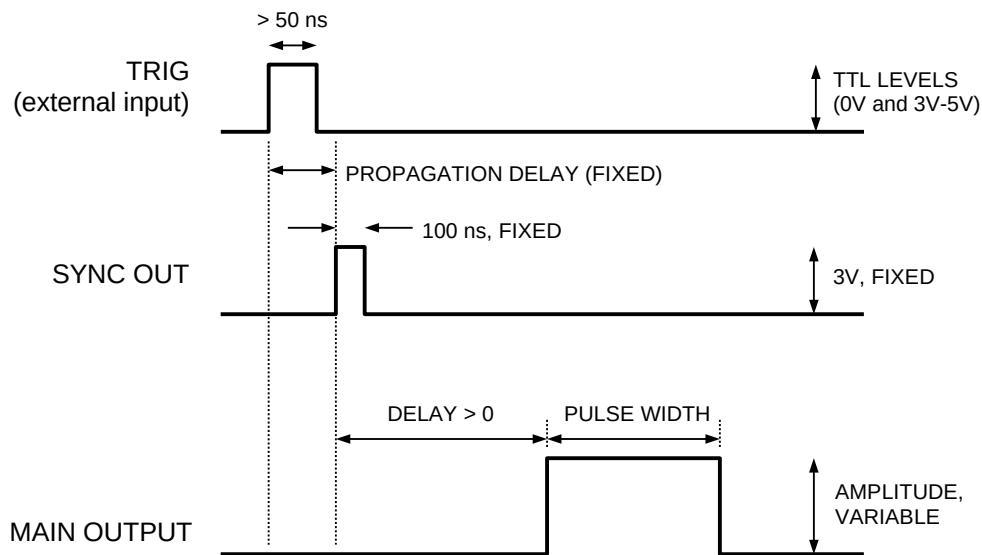 > 50 ns
TRIG
(external input)
TTL LEVELS
(0V and 3V-5V)
PROPAGATION DELAY (FIXED)
100 ns, FIXED
SYNC OUT
3V, FIXED
DELAY > 0
PULSE WIDTH
AMPLITUDE,
VARIABLE
MAIN OUTPUT